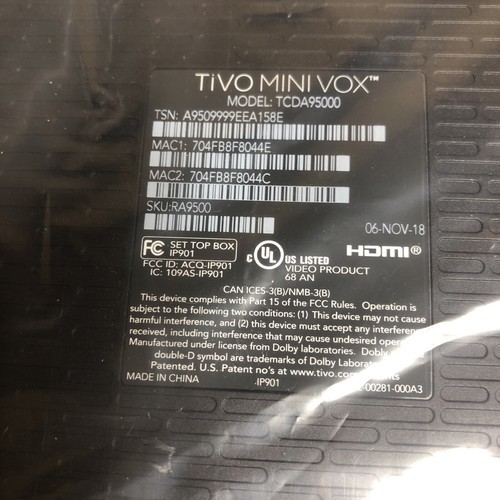 TiVo MINI VOX™
MODEL: TCDA95000
TSN: A9509999EEA158E
MAC1: 704FB8F8044E
MAC2: 704FB8F8044C
SKU:RA9500
06-NOV-18
FC SET TOP BOX
IP901
FCC ID: ACQ-IP901
IC: 109AS-IP901
c UL US LISTED
VIDEO PRODUCT
68 AN
HDMI®
CAN ICES-3(B)/NMB-3(B)
This device complies with Part 15 of the FCC Rules. Operation is
subject to the following two conditions: (1) This device may not cause
harmful interference, and (2) this device must accept any interference
received, including interference that may cause undesired
Manufactured under license from Dolby laboratories. Dolby
double-D symbol are trademarks of Dolby
Patented. U.S. Patent nos at www.tivo.com
MADE IN CHINA
IP901
-00281-000A3